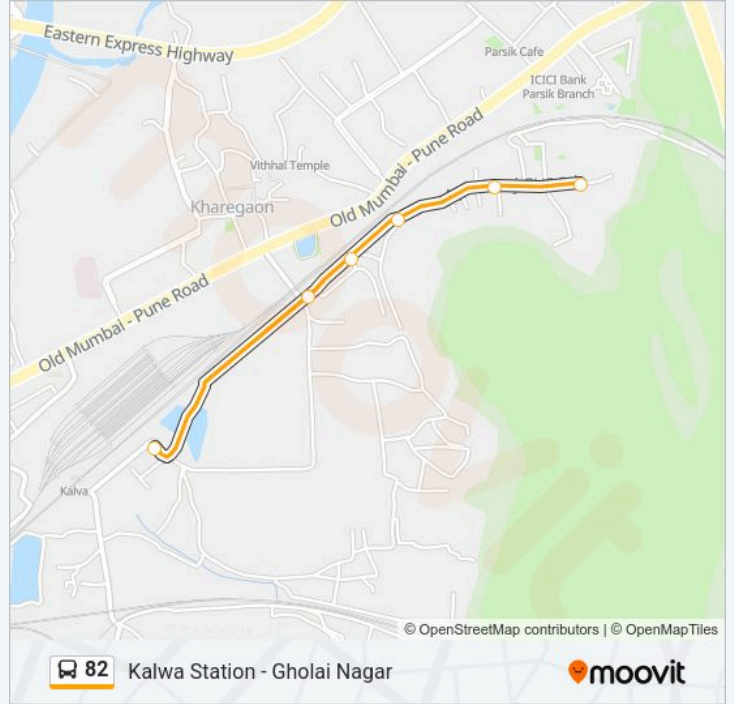 Eastern Express Highway
Parsik Cafe
ICICI Bank
Parsik Branch
Old Mumbai - Pune Road
Vithhal Temple
Kharegaon
Old Mumbai - Pune Road
Kalva
© OpenStreetMap contributors | © OpenMapTiles
82 Kalwa Station - Gholai Nagar
moovit